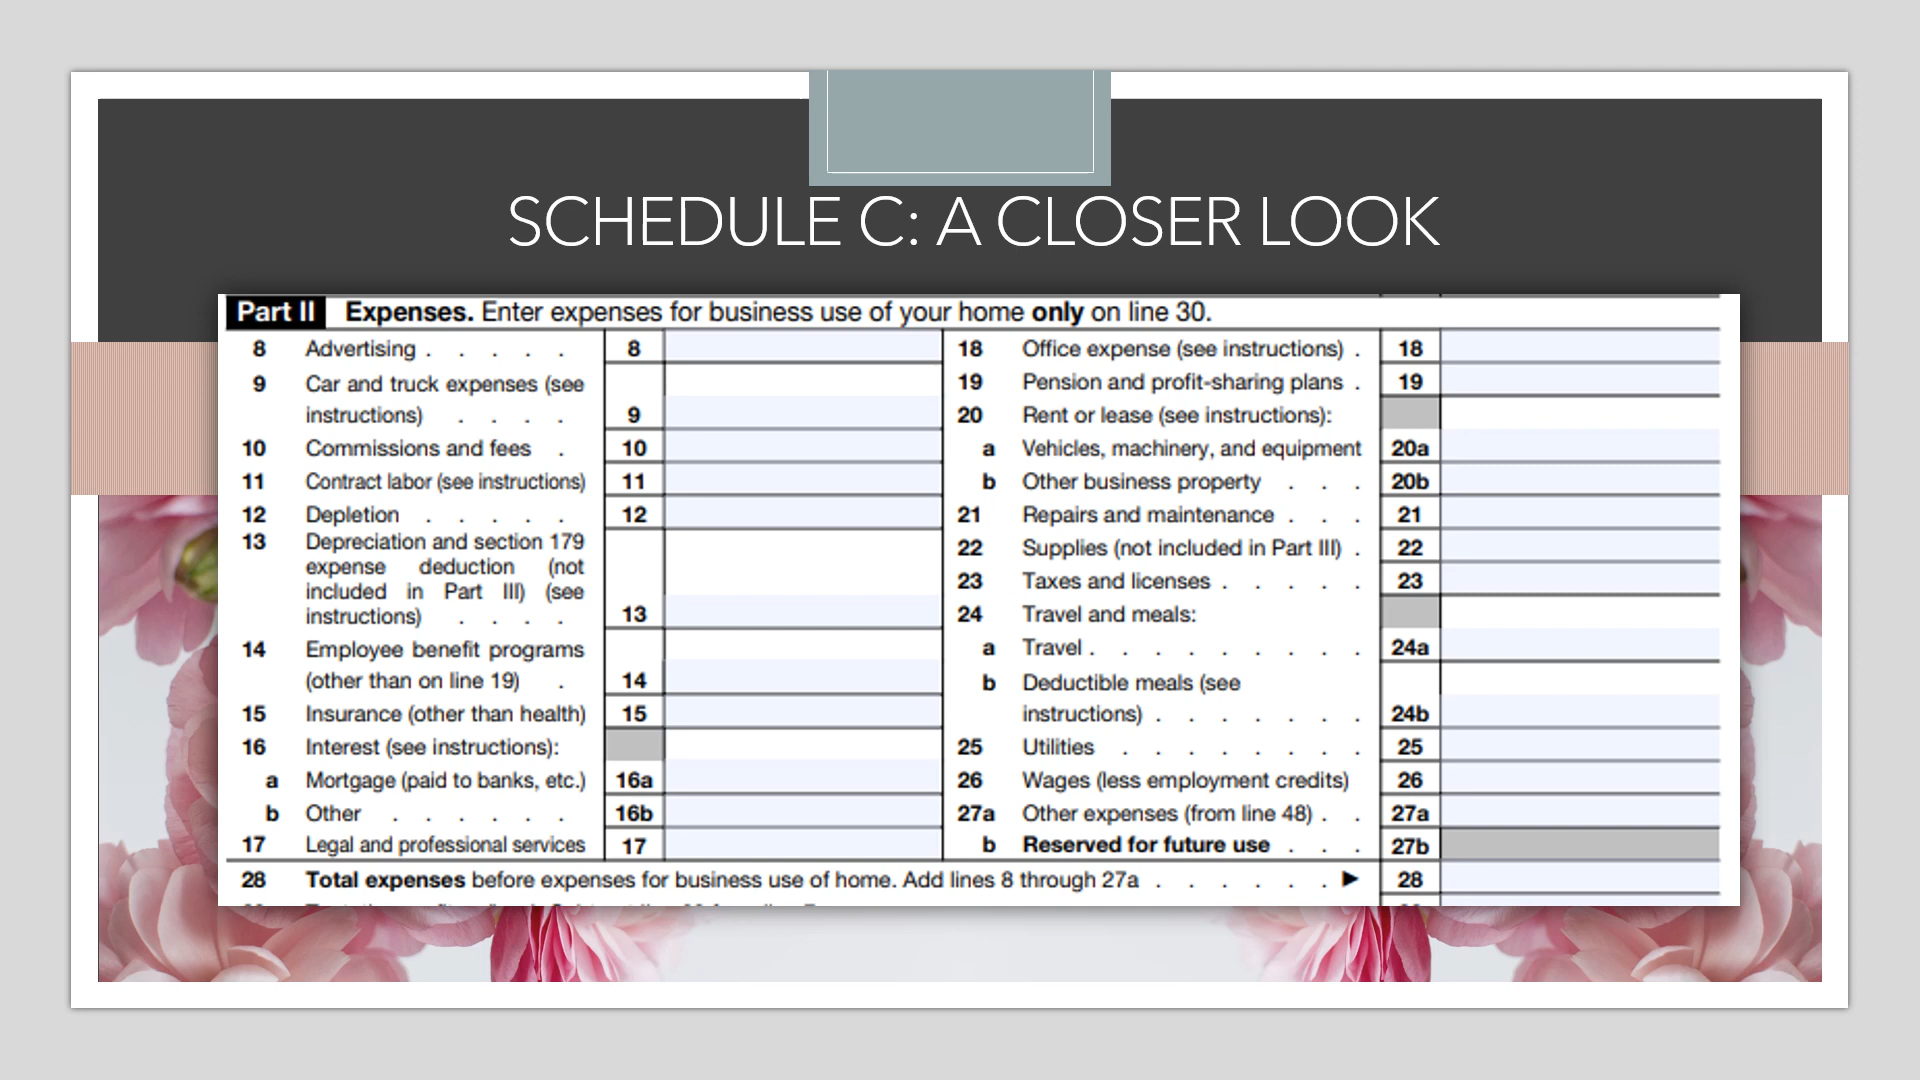 SCHEDULE C: A CLOSER LOOK
Part II Expenses. Enter expenses for business use of your home only on line 30.
8 Advertising . . . . . 8
9 Car and truck expenses (see
instructions) . . . . 9
10 Commissions and fees . 10
11 Contract labor (see instructions) 11
12 Depletion . . . . . 12
13 Depreciation and section 179
expense deduction (not
included in Part III) (see
instructions) . . . . 13
14 Employee benefit programs
(other than on line 19) . 14
15 Insurance (other than health) 15
16 Interest (see instructions):
a Mortgage (paid to banks, etc.) 16a
b Other . . . . . . 16b
17 Legal and professional services 17
18 Office expense (see instructions) . 18
19 Pension and profit-sharing plans . 19
20 Rent or lease (see instructions):
a Vehicles, machinery, and equipment 20a
b Other business property . . . 20b
21 Repairs and maintenance . . . 21
22 Supplies (not included in Part III) . 22
23 Taxes and licenses . . . . . 23
24 Travel and meals:
a Travel . . . . . . . . . 24a
b Deductible meals (see
instructions) . . . . . . . 24b
25 Utilities . . . . . . . . 25
26 Wages (less employment credits) 26
27a Other expenses (from line 48) . . 27a
b Reserved for future use . . . 27b
28 Total expenses before expenses for business use of home. Add lines 8 through 27a . . . . . . ▶ 28